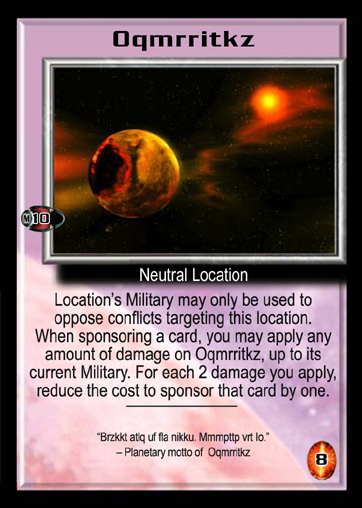 Oqmrritkz
M10
Neutral Location
Location's Military may only be used to
oppose conflicts targeting this location.
When sponsoring a card, you may apply any
amount of damage on Oqmrritkz, up to its
current Military. For each 2 damage you apply,
reduce the cost to sponsor that card by one.
"Brzkkt atiq uf fla nikku. Mmmpttp vrt lo."
– Planetary motto of Oqmrritkz
8